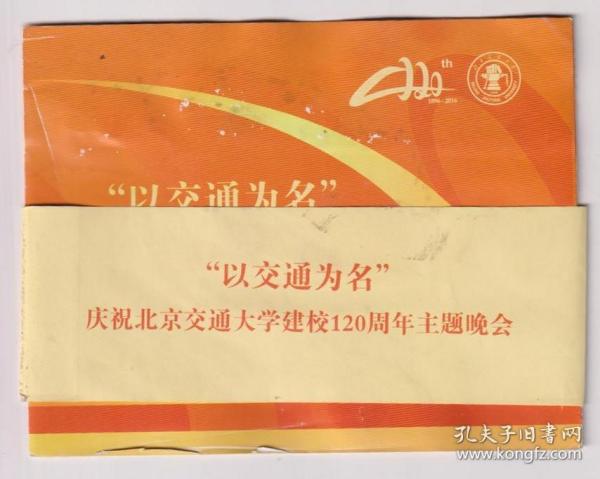 120th
1896-2016
“以交通为名”
“以交通为名”
庆祝北京交通大学建校120周年主题晚会
孔夫子旧书网
www.kongfz.com